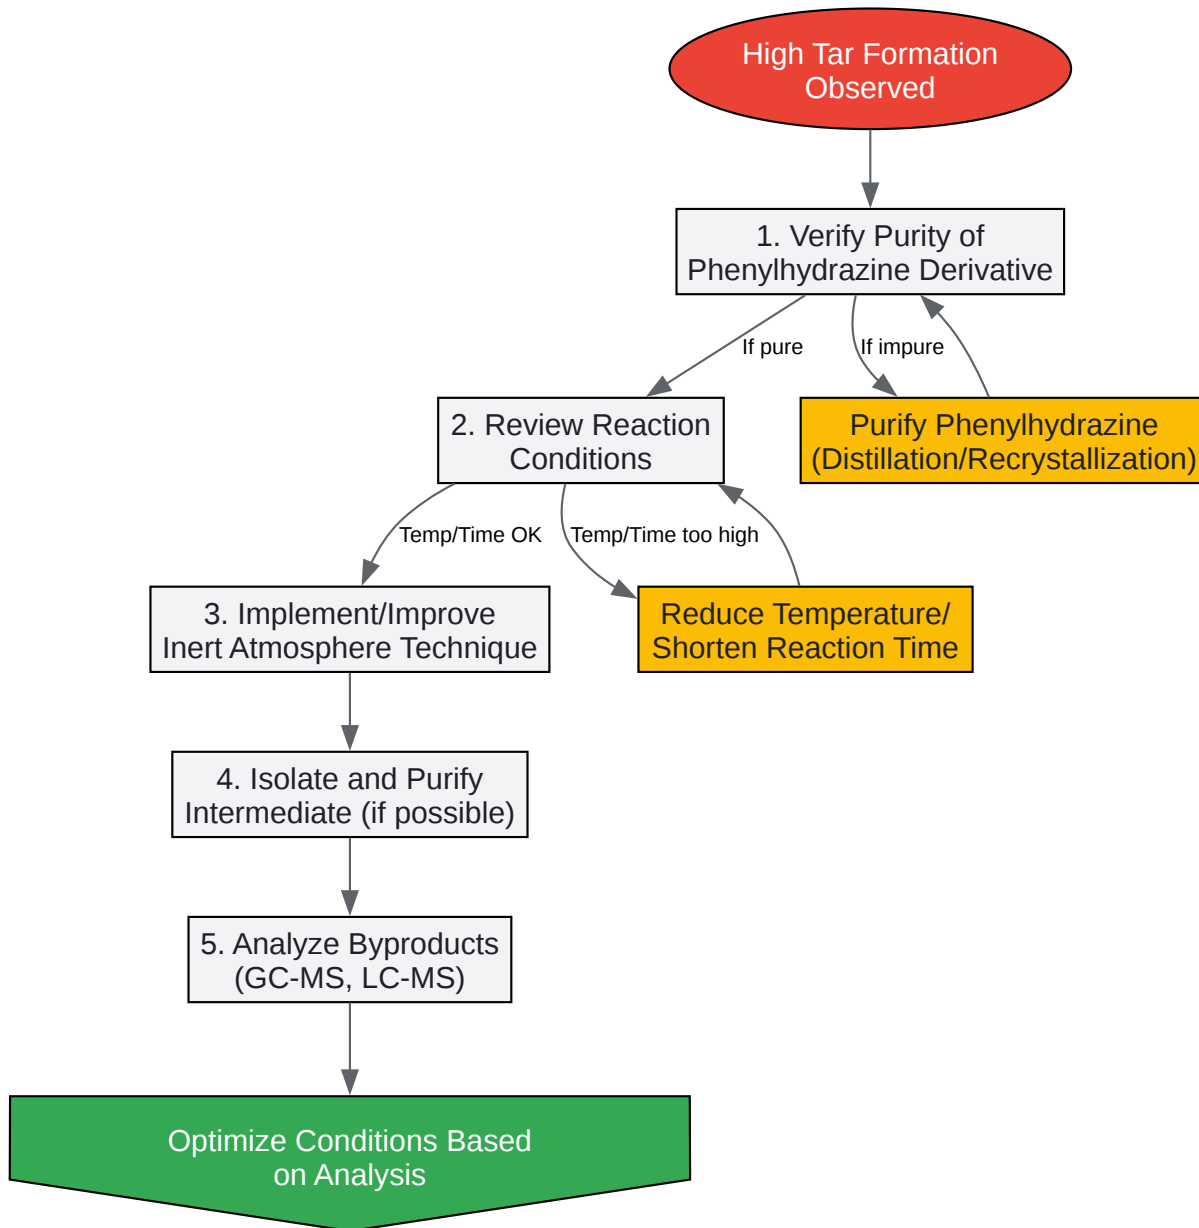 High Tar Formation
Observed
1. Verify Purity of
Phenylhydrazine Derivative
If pure
If impure
2. Review Reaction
Conditions
Purify Phenylhydrazine
(Distillation/Recrystallization)
Temp/Time OK
Temp/Time too high
3. Implement/Improve
Inert Atmosphere Technique
Reduce Temperature/
Shorten Reaction Time
4. Isolate and Purify
Intermediate (if possible)
5. Analyze Byproducts
(GC-MS, LC-MS)
Optimize Conditions Based
on Analysis